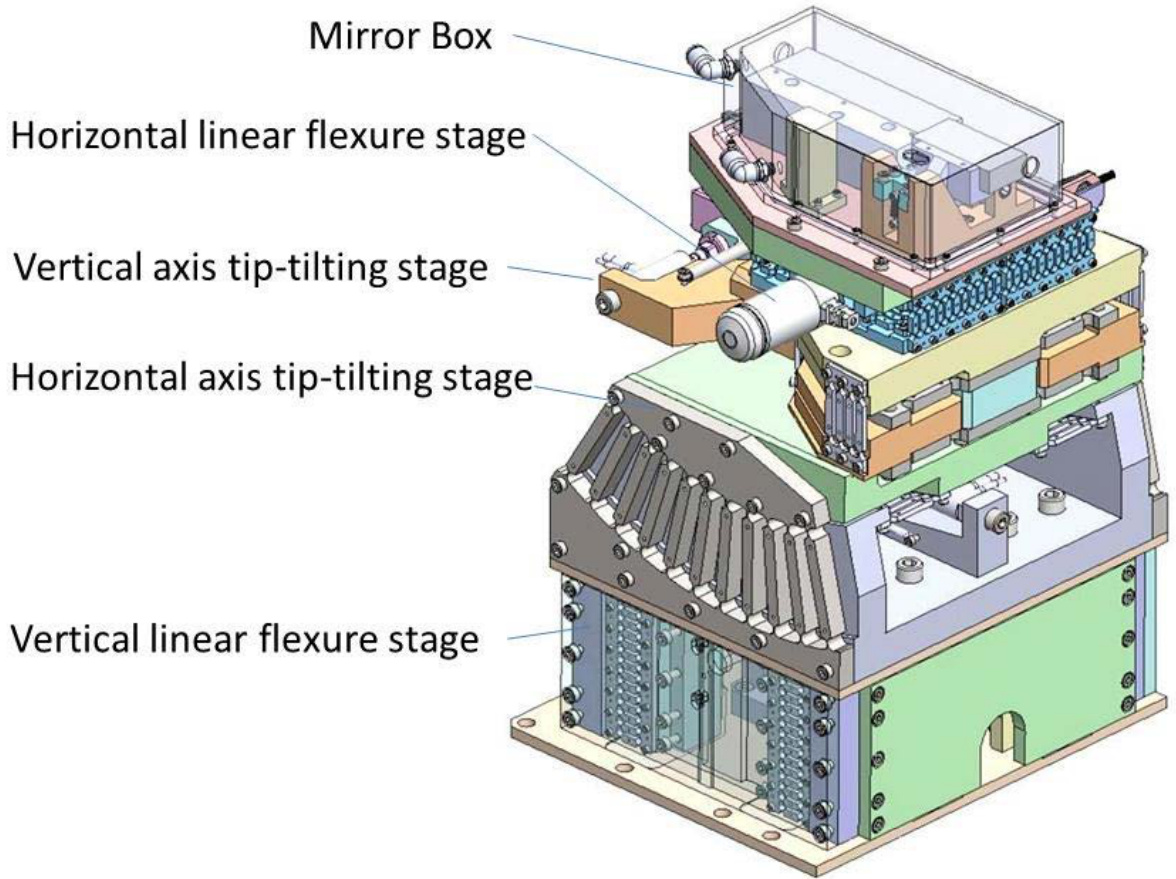 Mirror Box
Horizontal linear flexure stage
Vertical axis tip-tilting stage
Horizontal axis tip-tilting stage
Vertical linear flexure stage